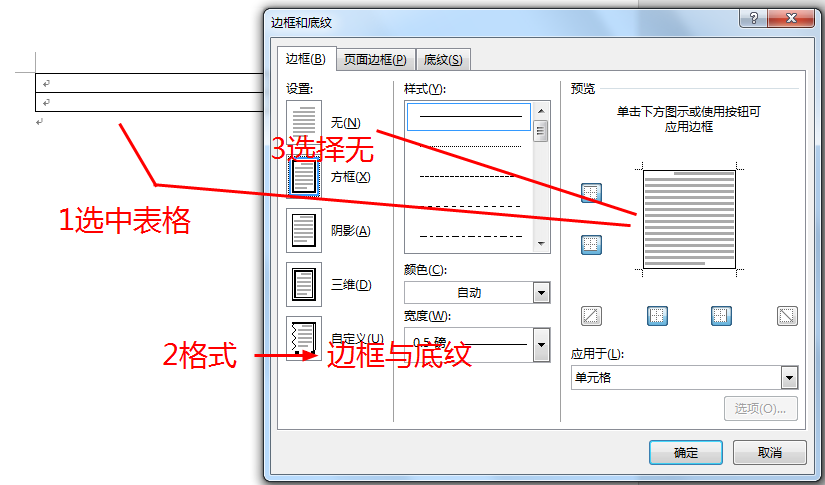 边框和底纹
边框(B) 页面边框(P) 底纹(S)
设置:
无(N)
方框(X)
阴影(A)
三维(D)
自定义(U)
样式(Y):
颜色(C):
自动
宽度(W):
0.5 磅
预览
单击下方图示或使用按钮可
应用边框
应用于(L):
单元格
选项(O)...
确定 取消
1选中表格
2格式 边框与底纹
3选择无